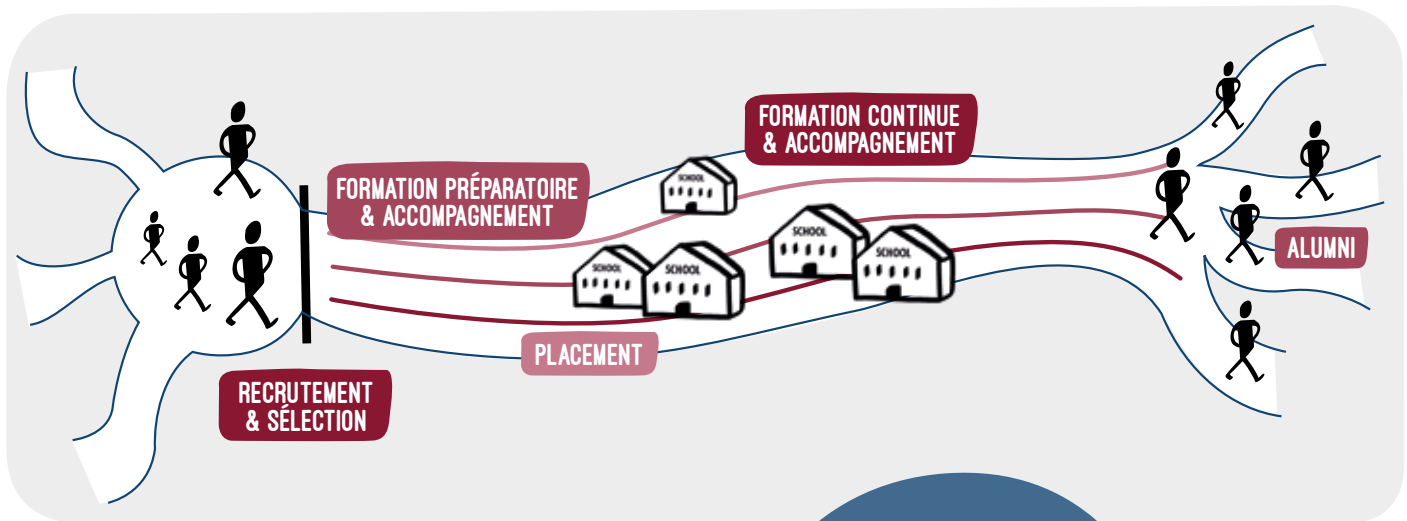 FORMATION CONTINUE
& ACCOMPAGNEMENT
FORMATION PRÉPARATOIRE
& ACCOMPAGNEMENT
SCHOOL
SCHOOL
SCHOOL
SCHOOL
SCHOOL
ALUMNI
PLACEMENT
RECRUTEMENT
& SÉLECTION